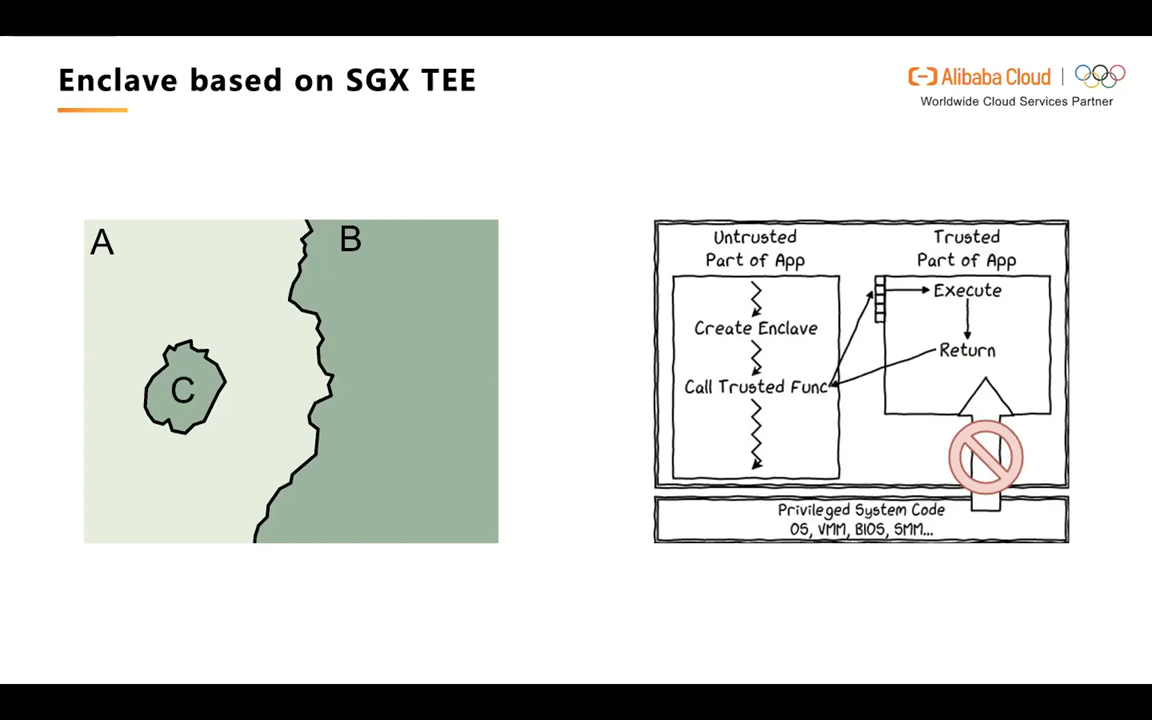 Enclave based on SGX TEE
Alibaba Cloud
Worldwide Cloud Services Partner
A
B
C
Untrusted
Part of App
Create Enclave
Call Trusted Func
Trusted
Part of App
Execute
Return
Privileged System Code
OS, VMM, BIOS, SMM...